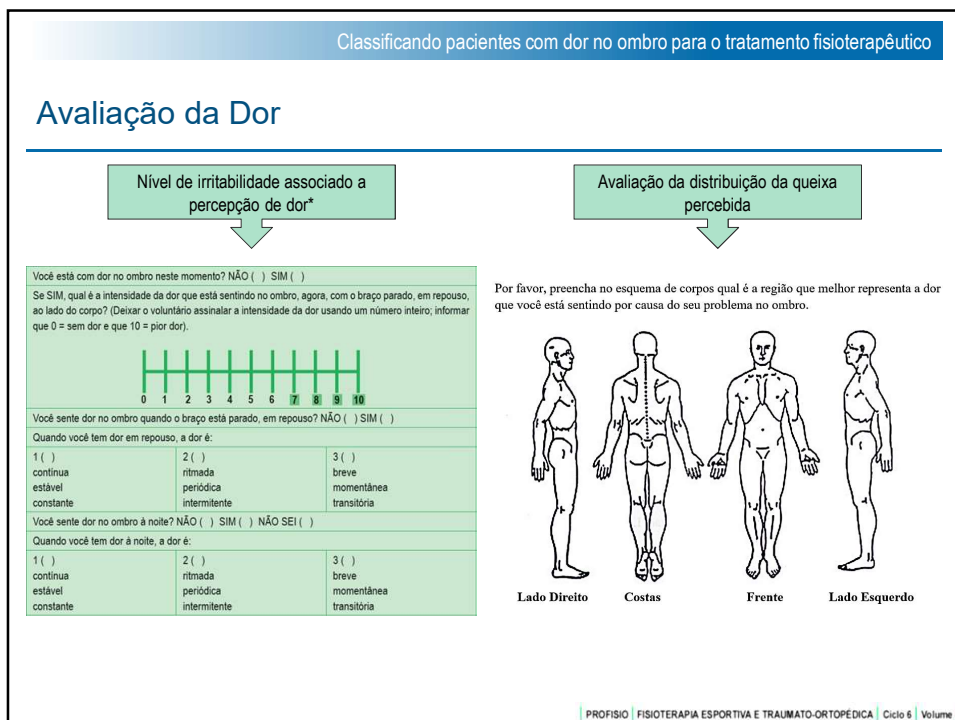 Classificando pacientes com dor no ombro para o tratamento fisioterapêutico
Avaliação da Dor
Nível de irritabilidade associado a
percepção de dor*
Você está com dor no ombro neste momento? NÃO ( ) SIM ( )
Se SIM, qual é a intensidade da dor que está sentindo no ombro, agora, com o braço parado, em repouso,
ao lado do corpo? (Deixar o voluntário assinalar a intensidade da dor usando um número inteiro; informar
que 0 = sem dor e que 10 = pior dor).
0 1 2 3 4 5 6 7 8 9 10
Você sente dor no ombro quando o braço está parado, em repouso? NÃO ( ) SIM ( )
Quando você tem dor em repouso, a dor é:
1 ( ) 2 ( ) 3 ( )
contínua ritmada breve
estável periódica momentânea
constante intermitente transitória
Você sente dor no ombro à noite? NÃO ( ) SIM ( ) NÃO SEI ( )
Quando você tem dor à noite, a dor é:
1 ( ) 2 ( ) 3 ( )
contínua ritmada breve
estável periódica momentânea
constante intermitente transitória
Avaliação da distribuição da queixa
percebida
Por favor, preencha no esquema de corpos qual é a região que melhor representa a dor
que você está sentindo por causa do seu problema no ombro.
Lado Direito Costas Frente Lado Esquerdo
PROFISIO | FISIOTERAPIA ESPORTIVA E TRAUMATO-ORTOPÉDICA | Ciclo 6 | Volume